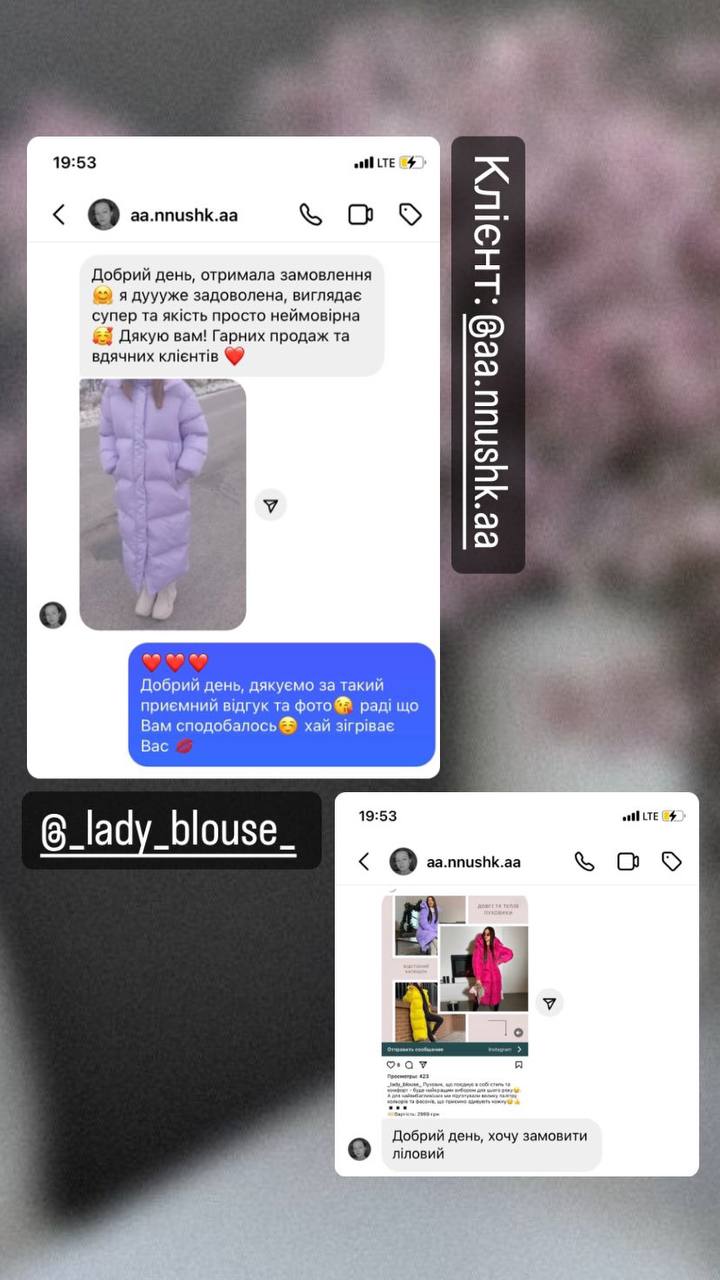 19:53
LTE
aa.nnushk.aa
Добрий день, отримала замовлення
🤗 я дуууже задоволена, виглядає
супер та якість просто неймовірна
🥰 Дякую вам! Гарних продаж та
вдячних клієнтів ❤️
❤️❤️❤️
Добрий день, дякуємо за такий
приємний відгук та фото😘 раді що
Вам сподобалось☺️ хай зігріває
Вас 💋
Клієнт: @aa.nnushk.aa
@_lady_blouse_
19:53
LTE
aa.nnushk.aa
ДОВГІ ТА ТЕПЛІ
ПУХОВИКИ
ВІДСТІБНИЙ
КАПЮШОН
Отправить сообщение
Instagram
Просмотры: 423
_lady_blouse_ Пуховик, що поєднує в собі стиль та
комфорт - буде найкращим вибором для цього року
А для найвибагливіших ми підготували велику палітру
кольорів та фасонів, що приємно здивують кожну
Вартість: 2999 грн
Добрий день, хочу замовити
ліловий